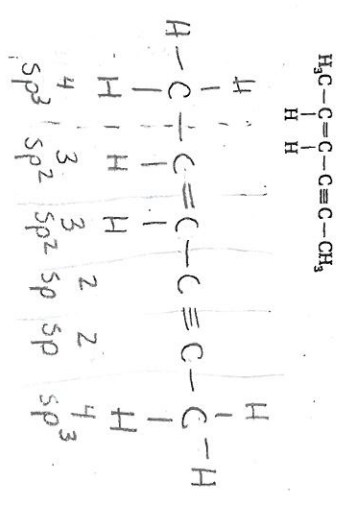 H₃C—C=C—C≡C—CH₃
H H
H H
H—C—C=C—C≡C—C—H
H H H H
4 3 3 2 2 4
sp³ sp² sp² sp sp sp³